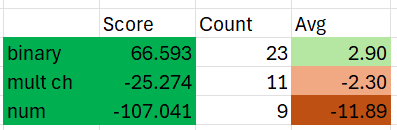 Score Count Avg
binary 66.593 23 2.90
mult ch -25.274 11 -2.30
num -107.041 9 -11.89